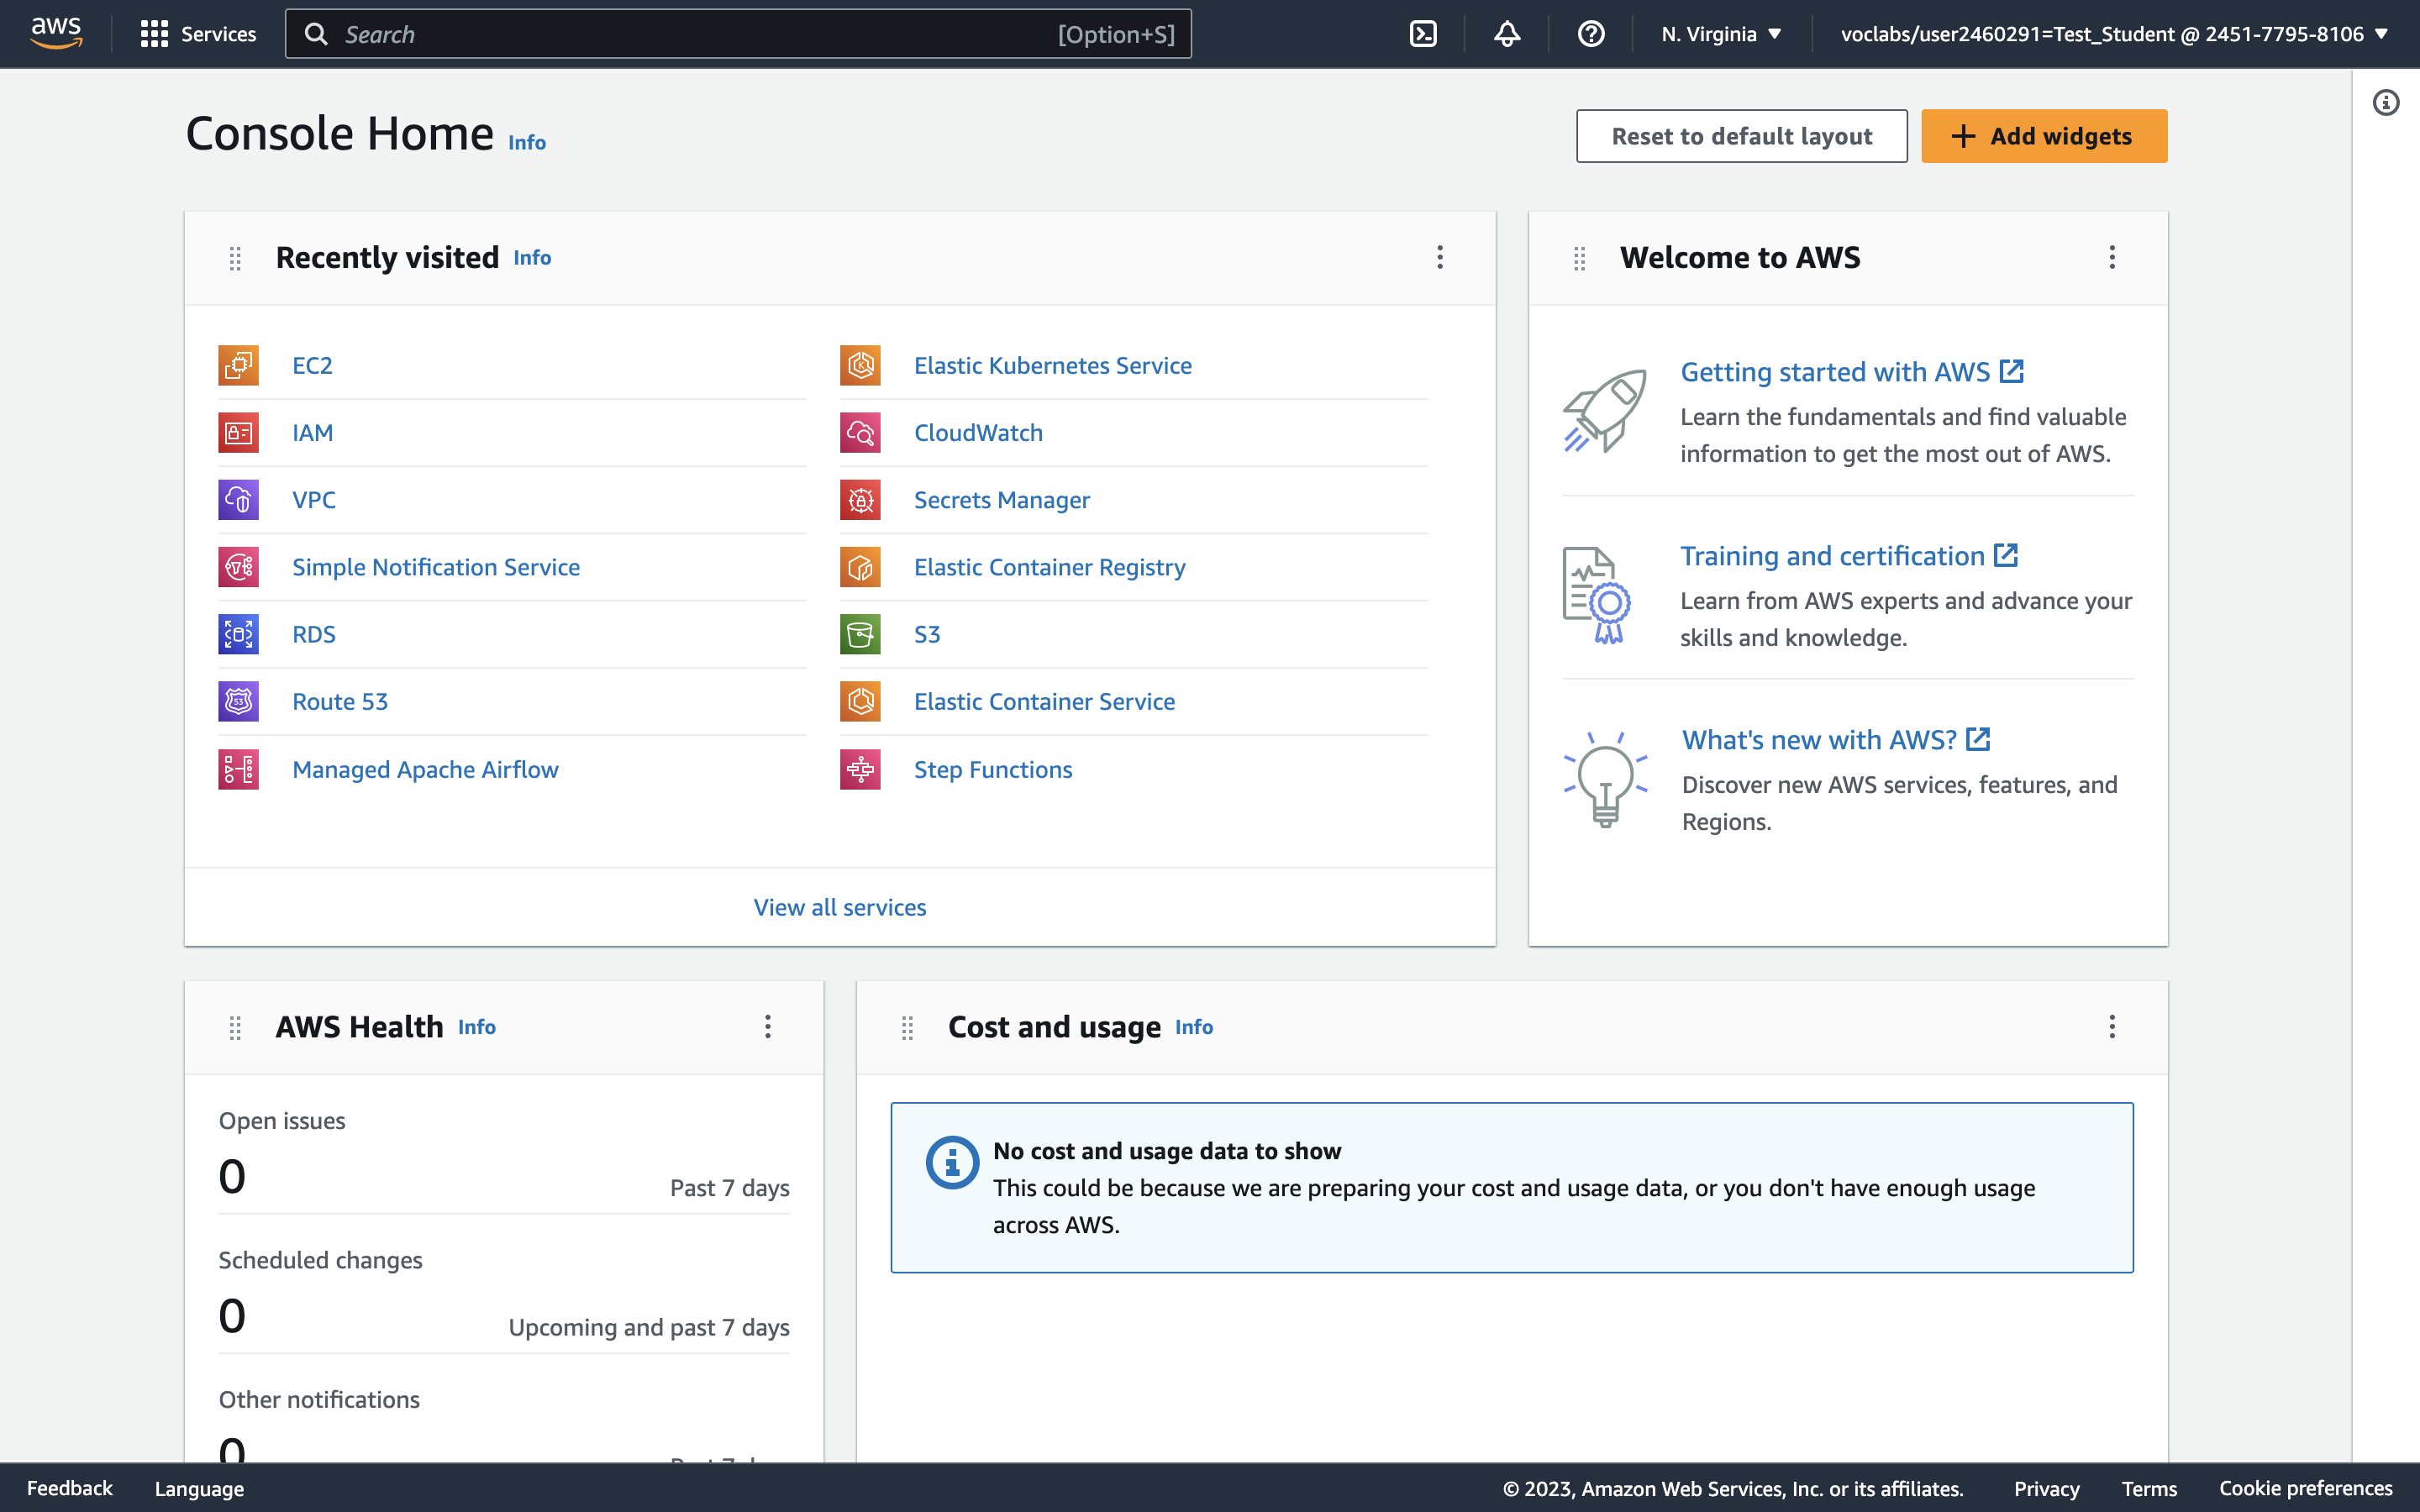 aws
Services
Search
[Option+S]
N. Virginia
voclabs/user2460291=Test_Student @ 2451-7795-8106
Console Home Info
Reset to default layout
Add widgets
Recently visited Info
EC2
IAM
VPC
Simple Notification Service
RDS
Route 53
Managed Apache Airflow
Elastic Kubernetes Service
CloudWatch
Secrets Manager
Elastic Container Registry
S3
Elastic Container Service
Step Functions
View all services
Welcome to AWS
Getting started with AWS
Learn the fundamentals and find valuable
information to get the most out of AWS.
Training and certification
Learn from AWS experts and advance your
skills and knowledge.
What's new with AWS?
Discover new AWS services, features, and
Regions.
AWS Health Info
Open issues
0
Past 7 days
Scheduled changes
0
Upcoming and past 7 days
Other notifications
0
Cost and usage Info
No cost and usage data to show
This could be because we are preparing your cost and usage data, or you don't have enough usage
across AWS.
Feedback
Language
© 2023, Amazon Web Services, Inc. or its affiliates.
Privacy
Terms
Cookie preferences